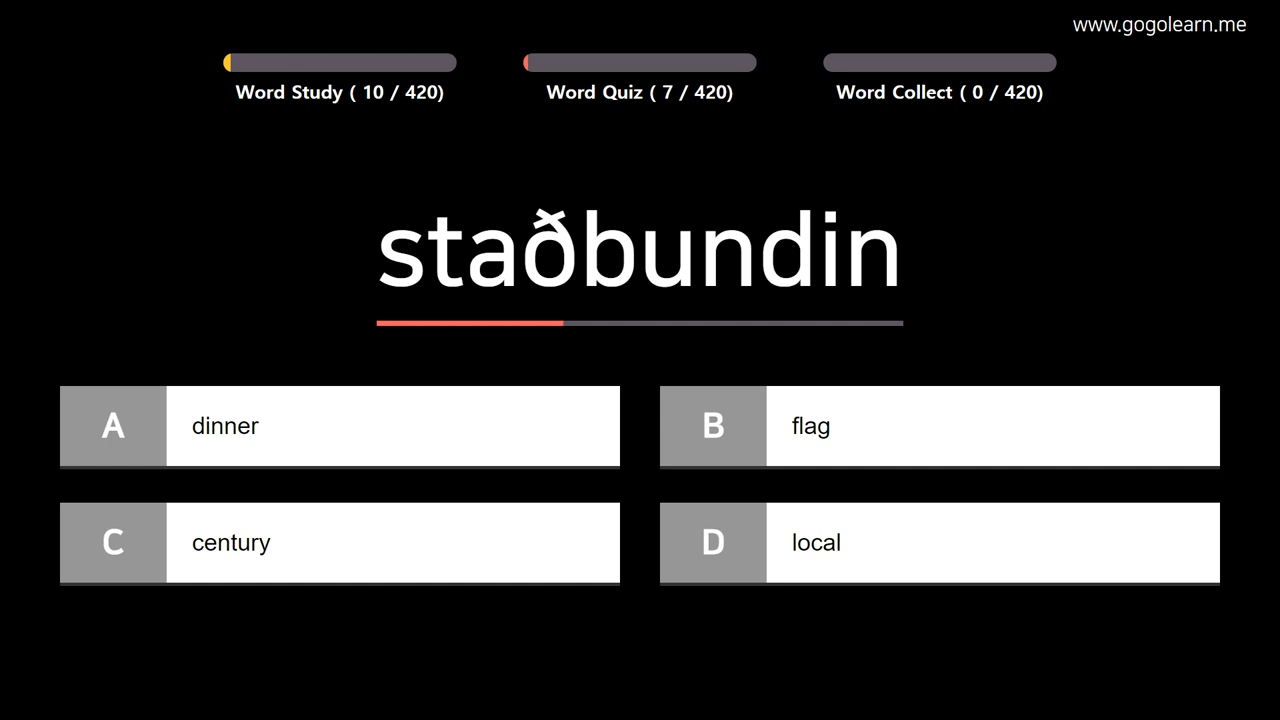 www.gogolearn.me
Word Study ( 10 / 420)
Word Quiz ( 7 / 420)
Word Collect ( 0 / 420)
staðbundin
A dinner
B flag
C century
D local